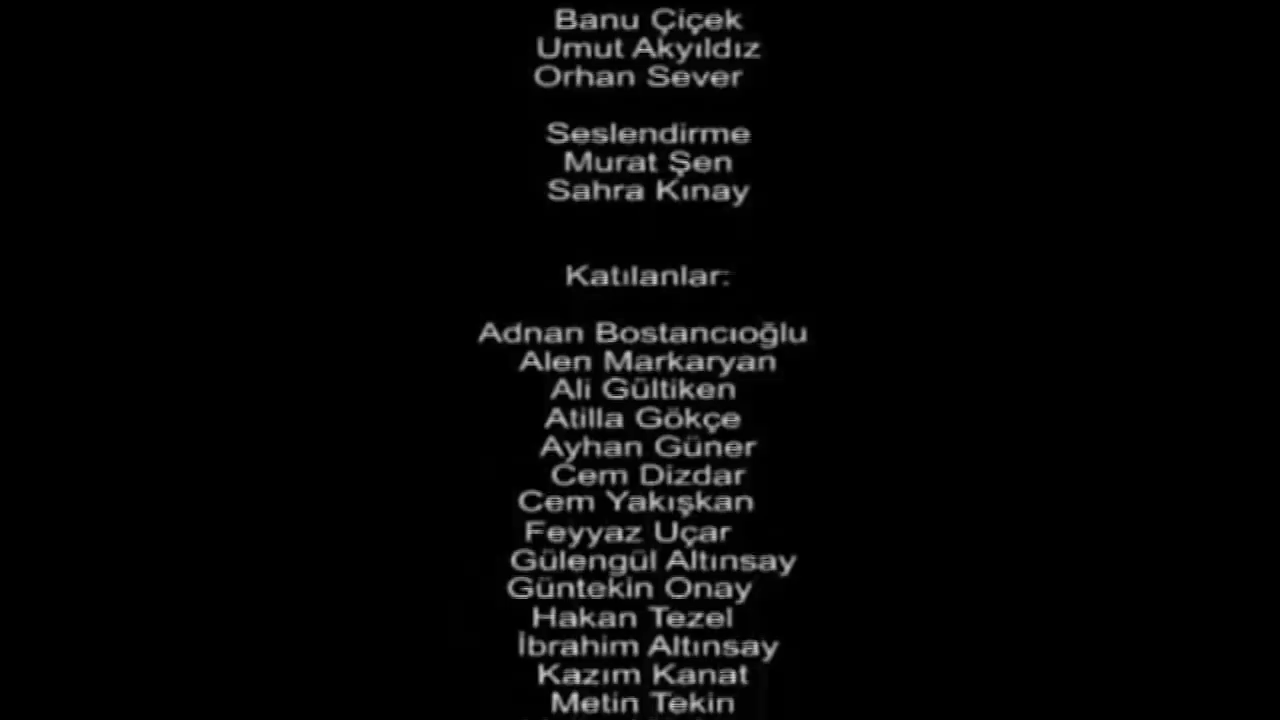 Banu Çiçek
Umut Akyıldız
Orhan Sever
Seslendirme
Murat Şen
Sahra Kınay
Katılanlar:
Adnan Bostancıoğlu
Alen Markaryan
Ali Gültiken
Atilla Gökçe
Ayhan Güner
Cem Dizdar
Cem Yakışkan
Feyyaz Uçar
Gülengül Altınsay
Güntekin Onay
Hakan Tezel
İbrahim Altınsay
Kazım Kanat
Metin Tekin